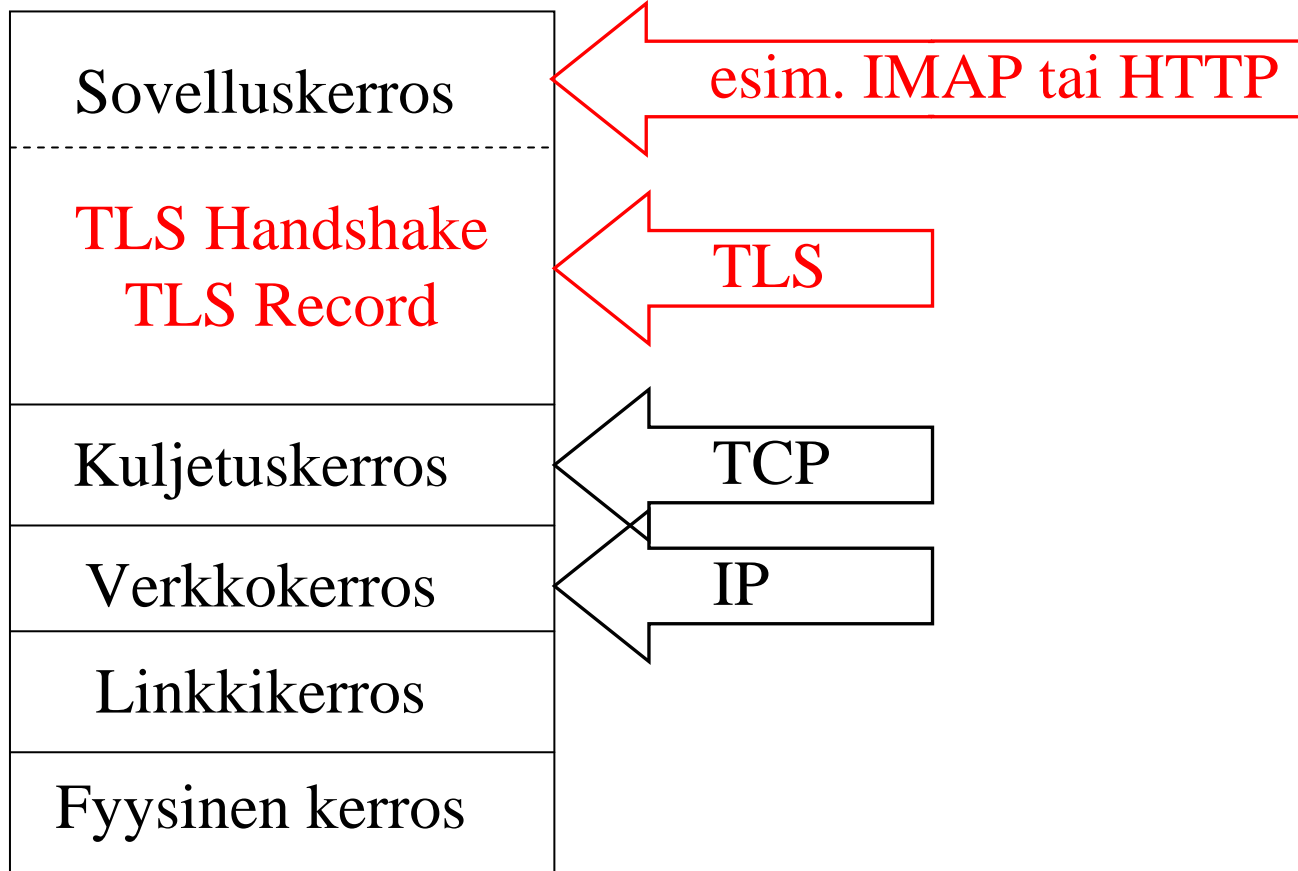 Sovelluskerros
esim. IMAP tai HTTP
TLS Handshake
TLS Record
TLS
Kuljetuskerros
TCP
Verkkokerros
IP
Linkkikerros
Fyysinen kerros